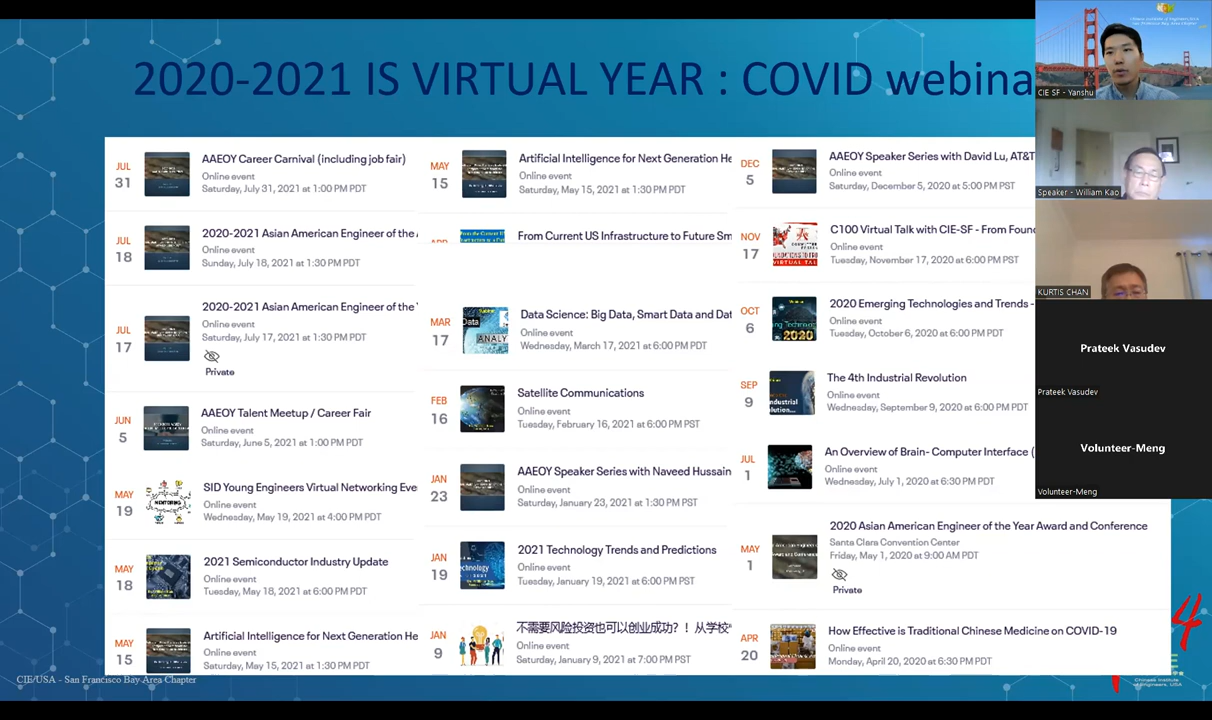 2020-2021 IS VIRTUAL YEAR : COVID webina
JUL
31
AAEOY Career Carnival (including job fair)
Online event
Saturday, July 31, 2021 at 1:00 PM PDT
JUL
18
2020-2021 Asian American Engineer of the
Online event
Sunday, July 18, 2021 at 1:30 PM PDT
JUL
17
2020-2021 Asian American Engineer of the
Online event
Saturday, July 17, 2021 at 1:30 PM PDT
Private
JUN
5
AAEOY Talent Meetup / Career Fair
Online event
Saturday, June 5, 2021 at 1:00 PM PDT
MAY
19
MENTORING
SID Young Engineers Virtual Networking Eve
Online event
Wednesday, May 19, 2021 at 4:00 PM PDT
MAY
18
2021 Semiconductor Industry Update
Online event
Tuesday, May 18, 2021 at 6:00 PM PDT
MAY
15
Artificial Intelligence for Next Generation He
Online event
Saturday, May 15, 2021 at 1:30 PM PDT
MAY
15
Artificial Intelligence for Next Generation He
Online event
Saturday, May 15, 2021 at 1:30 PM PDT
From Current US Infrastructure to Future Sm
MAR
17
Data
ANALY
Data Science: Big Data, Smart Data and Dat
Online event
Wednesday, March 17, 2021 at 6:00 PM PDT
FEB
16
Satellite Communications
Online event
Tuesday, February 16, 2021 at 6:00 PM PST
JAN
23
AAEOY Speaker Series with Naveed Hussain
Online event
Saturday, January 23, 2021 at 1:30 PM PST
JAN
19
2021 Technology Trends and Predictions
Online event
Tuesday, January 19, 2021 at 6:00 PM PST
JAN
9
不需要风险投资也可以创业成功?！从学校
Online event
Saturday, January 9, 2021 at 7:00 PM PST
DEC
5
AAEOY Speaker Series with David Lu, AT&T
Online event
Saturday, December 5, 2020 at 5:00 PM PST
NOV
17
VIRTUAL TAL
C100 Virtual Talk with CIE-SF - From Foun
Online event
Tuesday, November 17, 2020 at 6:00 PM PST
OCT
6
2020
2020 Emerging Technologies and Trends -
Online event
Tuesday, October 6, 2020 at 6:00 PM PDT
SEP
9
The 4th Industrial Revolution
Online event
Wednesday, September 9, 2020 at 6:00 PM PDT
JUL
1
An Overview of Brain- Computer Interface (
Online event
Wednesday, July 1, 2020 at 6:30 PM PDT
MAY
1
2020 Asian American Engineer of the Year Award and Conference
Santa Clara Convention Center
Friday, May 1, 2020 at 9:00 AM PDT
Private
APR
20
How Effective is Traditional Chinese Medicine on COVID-19
Online event
Monday, April 20, 2020 at 6:30 PM PDT
CIE/USA - San Francisco Bay Area Chapter
4
Chinese Institute
of Engineers, USA
CIE SF - Yanshu
Speaker - William Kao
KURTIS CHAN
Prateek Vasudev
Prateek Vasudev
Volunteer-Meng
Volunteer-Meng